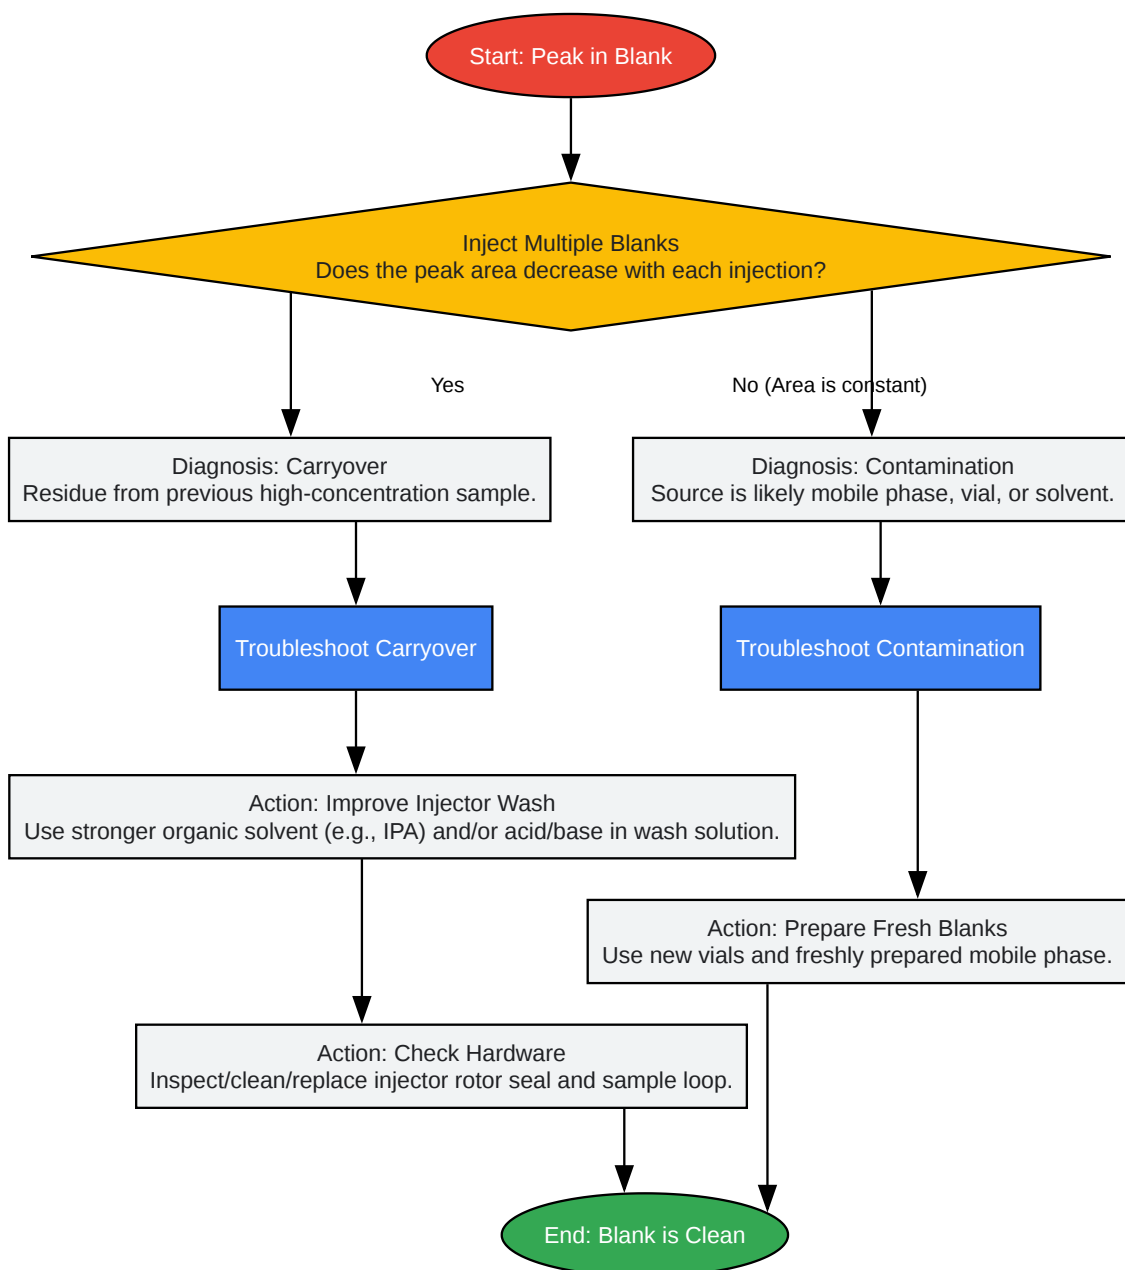 Start: Peak in Blank
Inject Multiple Blanks
Does the peak area decrease with each injection?
Yes
No (Area is constant)
Diagnosis: Carryover
Residue from previous high-concentration sample.
Diagnosis: Contamination
Source is likely mobile phase, vial, or solvent.
Troubleshoot Carryover
Troubleshoot Contamination
Action: Improve Injector Wash
Use stronger organic solvent (e.g., IPA) and/or acid/base in wash solution.
Action: Prepare Fresh Blanks
Use new vials and freshly prepared mobile phase.
Action: Check Hardware
Inspect/clean/replace injector rotor seal and sample loop.
End: Blank is Clean